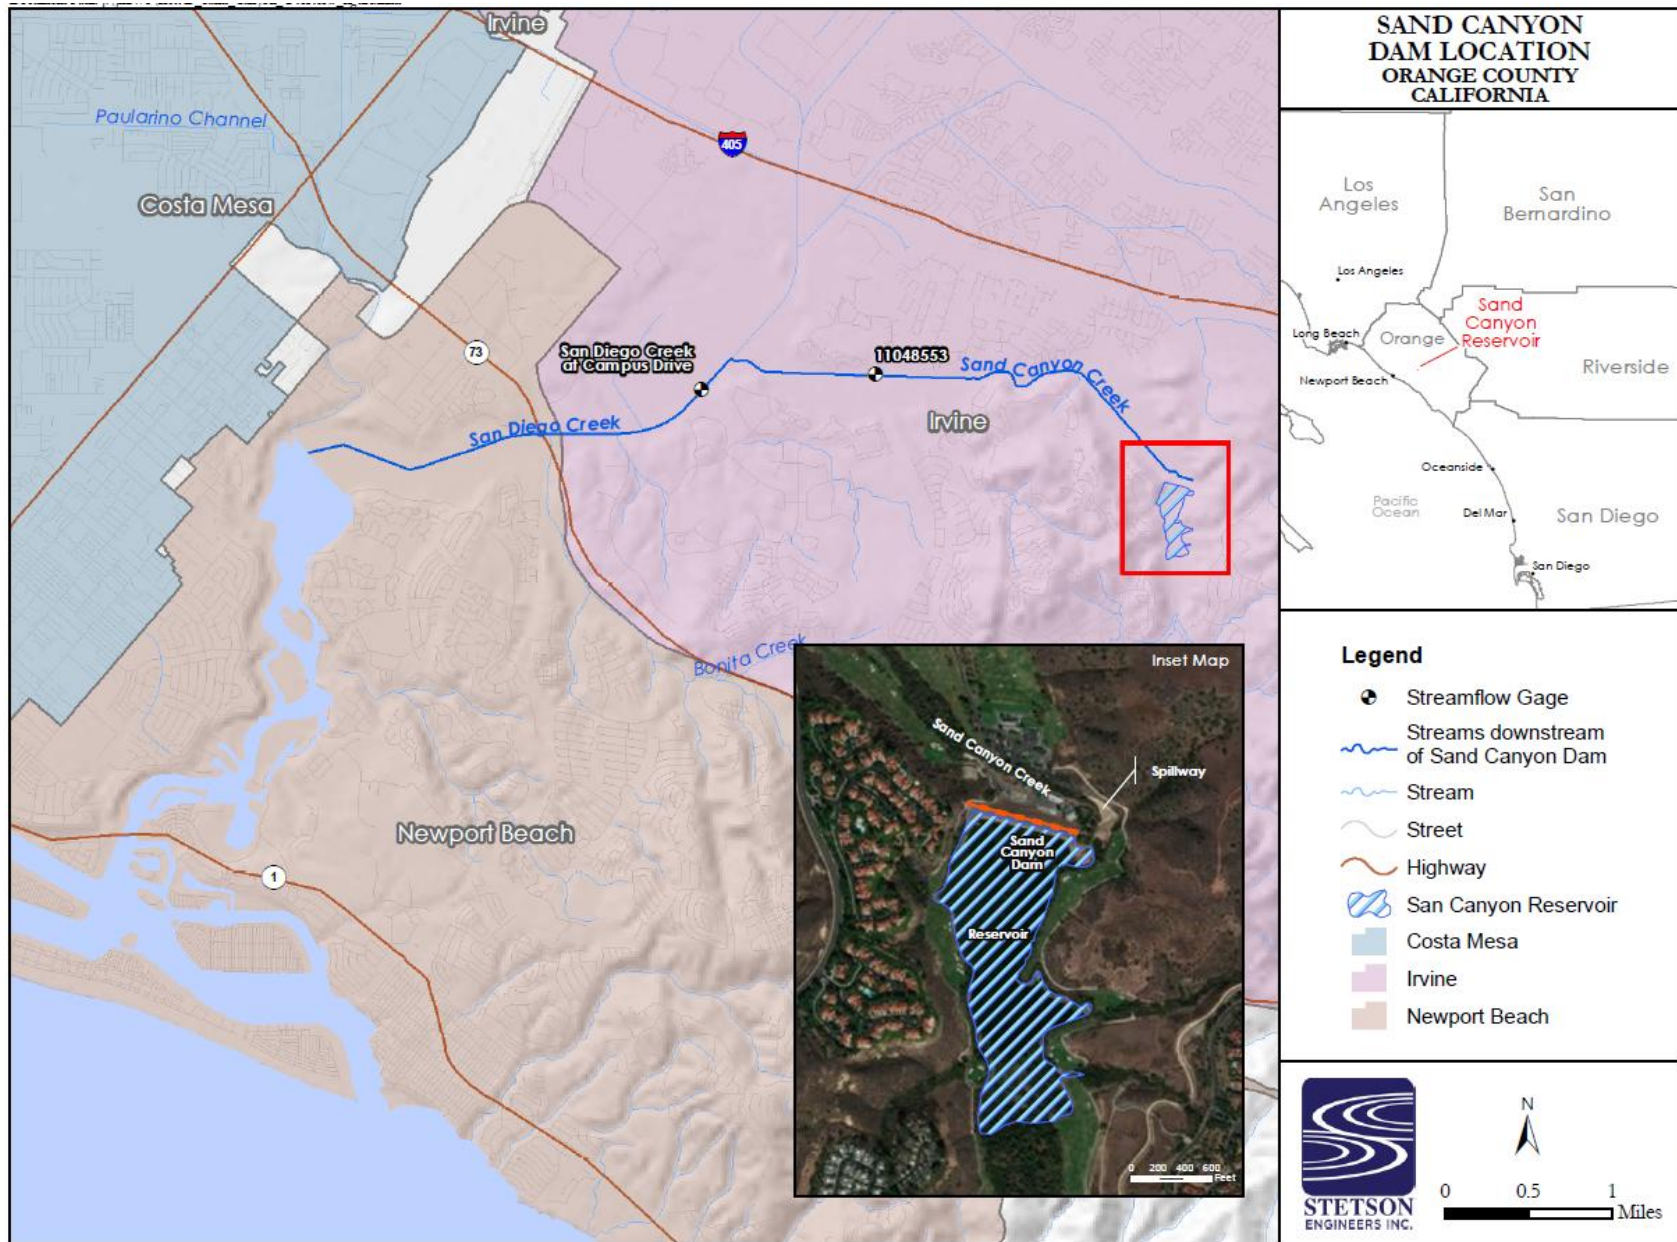 Irvine
Paularino Channel
405
Costa Mesa
73
San Diego Creek
at Campus Drive
11048553
Sand Canyon Creek
Irvine
San Diego Creek
Bonita Creek
Newport Beach
1
Inset Map
Sand Canyon Creek
Spillway
Sand
Canyon
Dam
Reservoir
0 200 400 600
Feet
SAND CANYON
DAM LOCATION
ORANGE COUNTY
CALIFORNIA
Los
Angeles
San
Bernardino
Los Angeles
Sand
Canyon
Reservoir
Long Beach
Orange
Riverside
Newport Beach
Oceanside
Pacific
Ocean
Del Mar
San Diego
San Diego
Legend
Streamflow Gage
Streams downstream
of Sand Canyon Dam
Stream
Street
Highway
San Canyon Reservoir
Costa Mesa
Irvine
Newport Beach
STETSON
ENGINEERS INC.
N
0 0.5 1
Miles